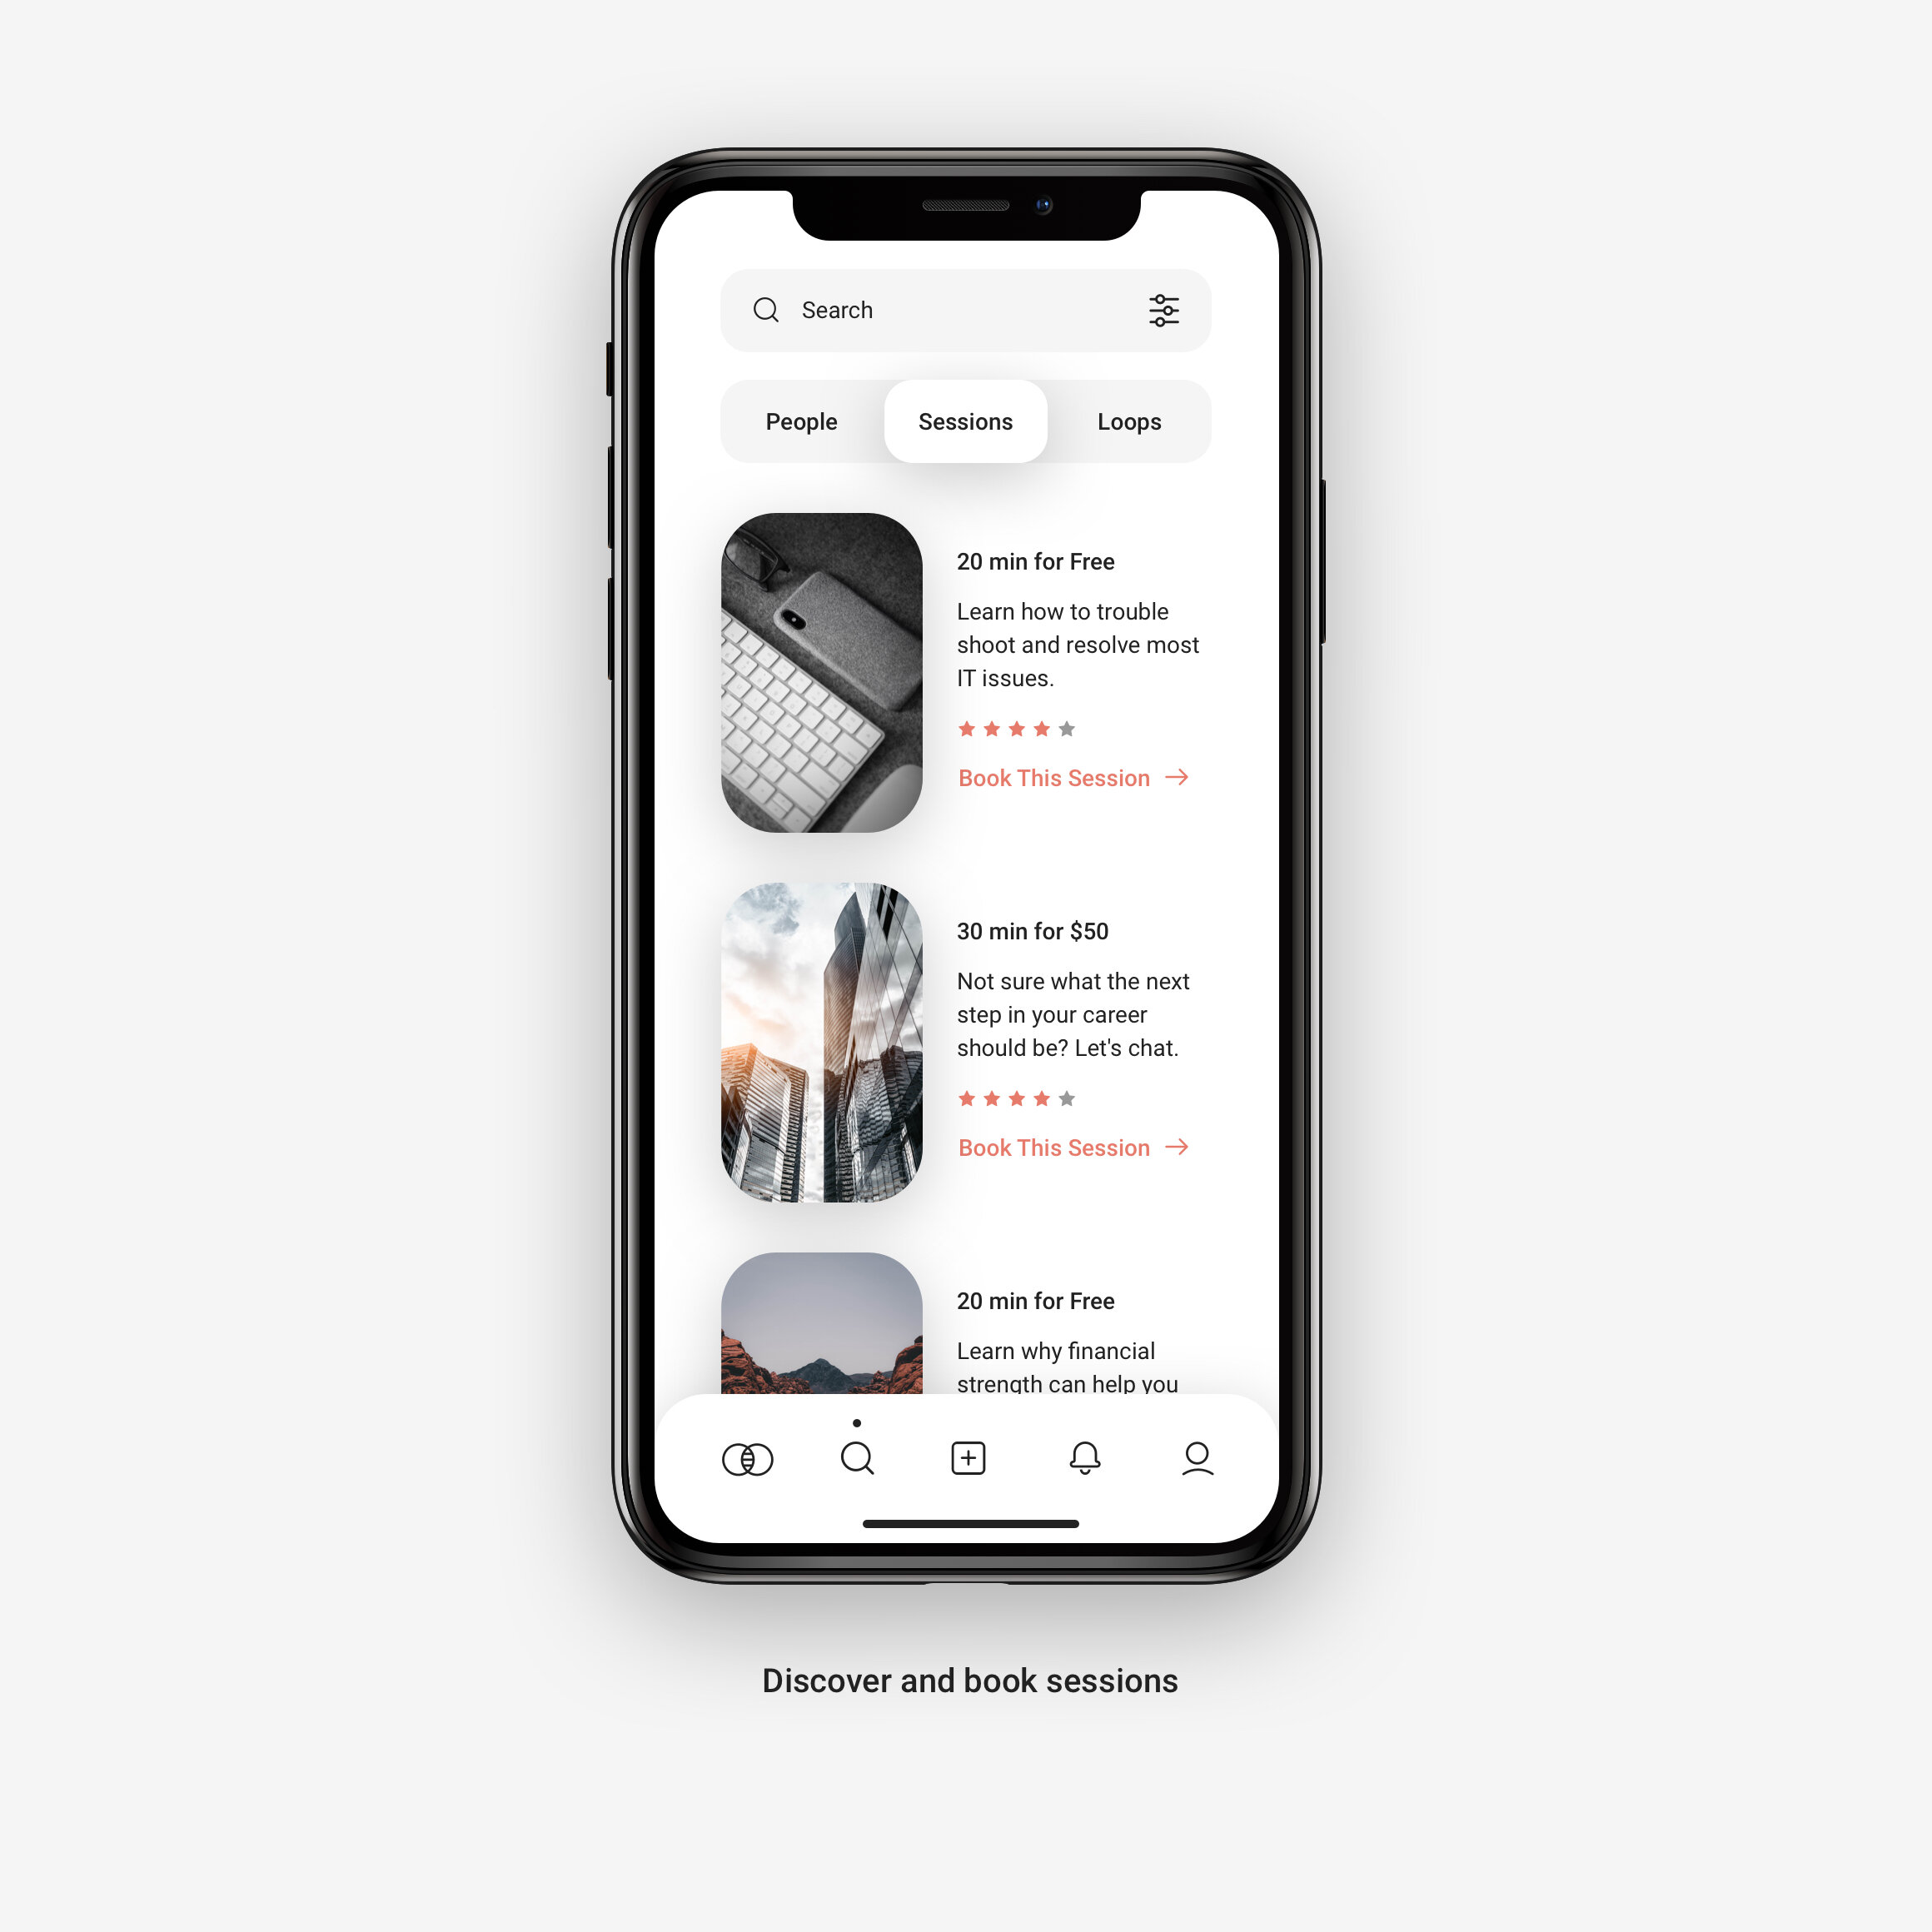 Search
People
Sessions
Loops
20 min for Free
Learn how to trouble
shoot and resolve most
IT issues.
Book This Session
30 min for $50
Not sure what the next
step in your career
should be? Let's chat.
Book This Session
20 min for Free
Learn why financial
strength can help you
Discover and book sessions